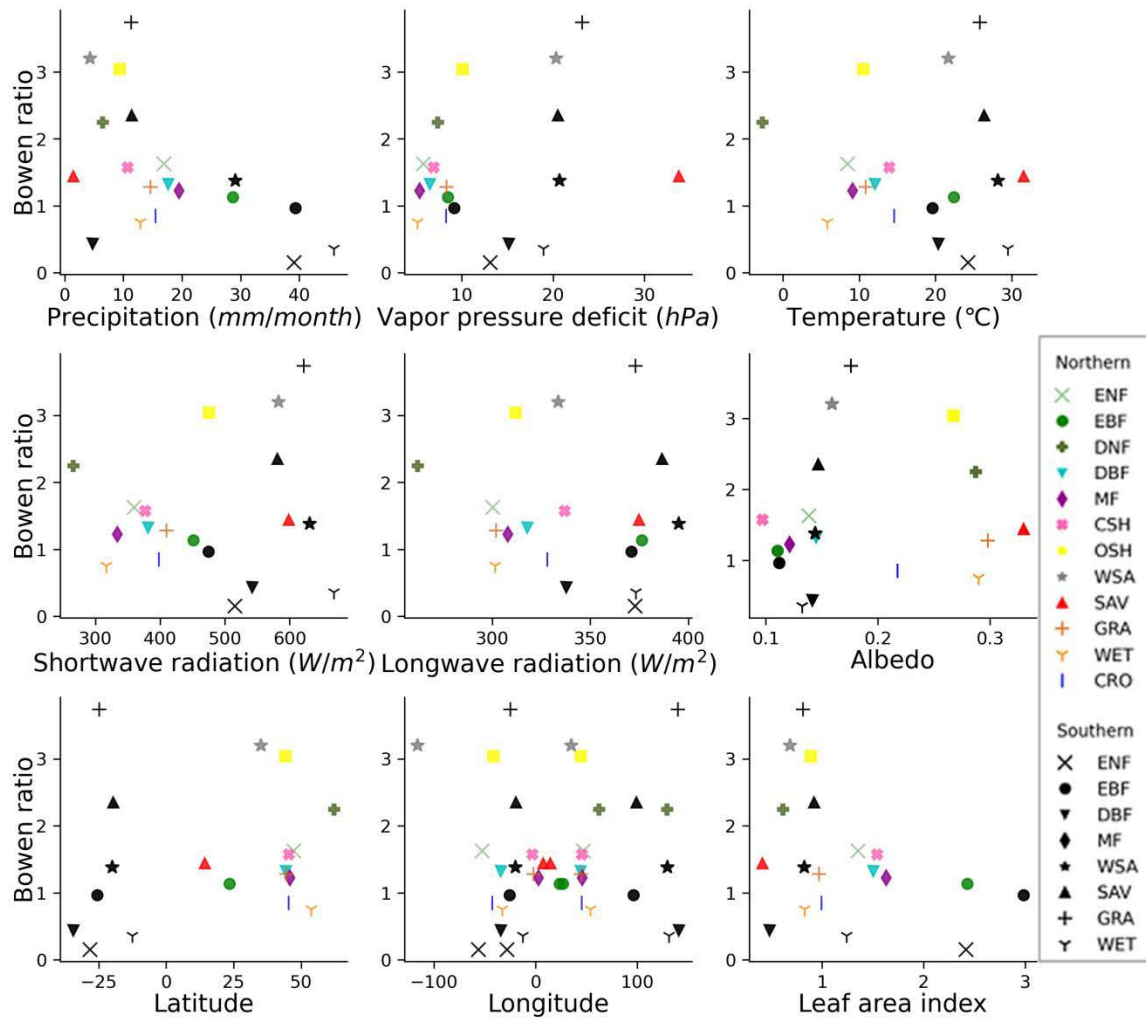 Bowen ratio
3
2
1
0
0 10 20 30 40
Precipitation (mm/month)
10 20 30
Vapor pressure deficit (hPa)
0 10 20 30
Temperature (°C)
Bowen ratio
3
2
1
0
300 400 500 600
Shortwave radiation (W/m²)
300 350 400
Longwave radiation (W/m²)
3
2
1
0.1 0.2 0.3
Albedo
Bowen ratio
3
2
1
0
−25 0 25 50
Latitude
−100 0 100
Longitude
1 2 3
Leaf area index
Northern
ENF
EBF
DNF
DBF
MF
CSH
OSH
WSA
SAV
GRA
WET
CRO
Southern
ENF
EBF
DBF
MF
WSA
SAV
GRA
WET